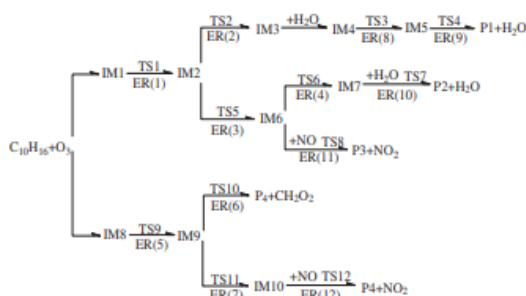 TS2 +H₂O TS3 TS4
IM3 IM4 IM5 P1+H₂O
ER(2) ER(8) ER(9)
TS1
IM1 IM2
ER(1)
TS6 +H₂O TS7
IM7 P2+H₂O
TS5 ER(4) ER(10)
IM6
ER(3) +NO TS8
P3+NO₂
ER(11)
C₁₀H₁₆+O₃
TS10
P₄+CH₂O₂
TS9 ER(6)
IM8 IM9
ER(5)
TS11 +NO TS12
IM10 P4+NO₂
ER(7) ER(12)